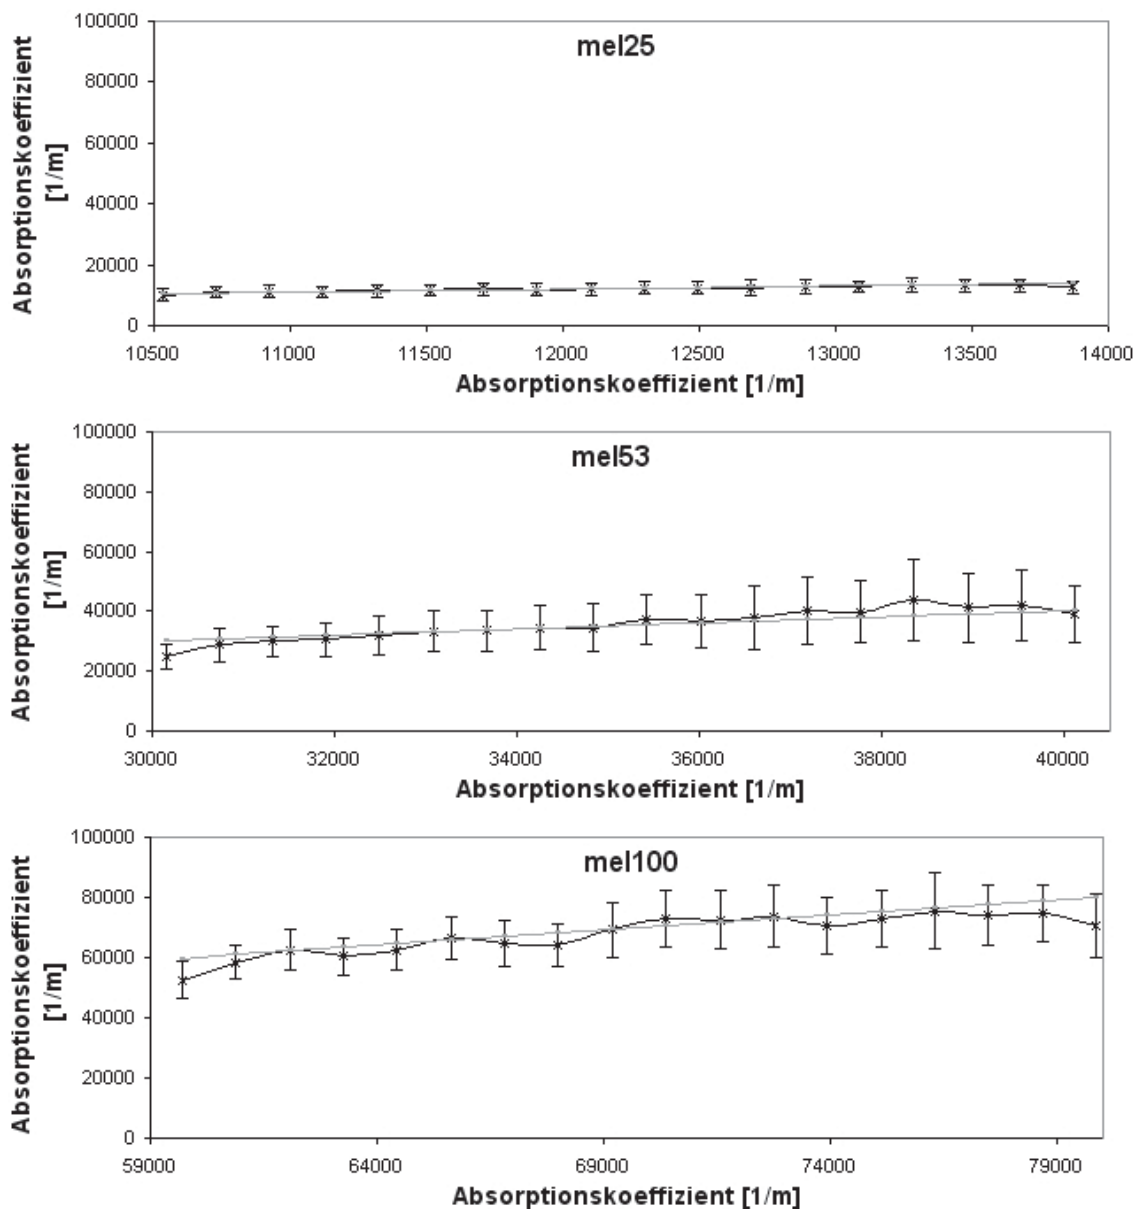 mel25
Absorptionskoeffizient
[1/m]
100000
80000
60000
40000
20000
0
10500 11000 11500 12000 12500 13000 13500 14000
Absorptionskoeffizient [1/m]
mel53
Absorptionskoeffizient
[1/m]
100000
80000
60000
40000
20000
0
30000 32000 34000 36000 38000 40000
Absorptionskoeffizient [1/m]
mel100
Absorptionskoeffizient
[1/m]
100000
80000
60000
40000
20000
0
59000 64000 69000 74000 79000
Absorptionskoeffizient [1/m]